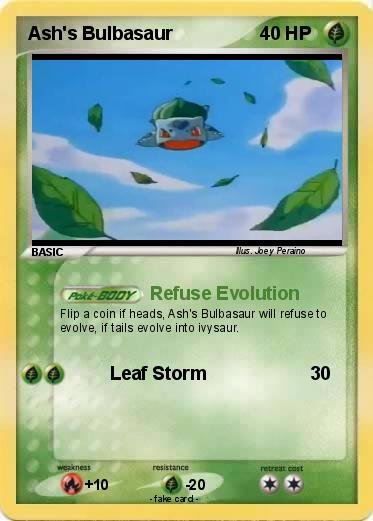 Ash's Bulbasaur 40 HP
BASIC
Illus. Joey Peraino
Poké-BODY Refuse Evolution
Flip a coin if heads, Ash's Bulbasaur will refuse to
evolve, if tails evolve into ivysaur.
Leaf Storm 30
weakness resistance retreat cost
+10 -20
- fake card -